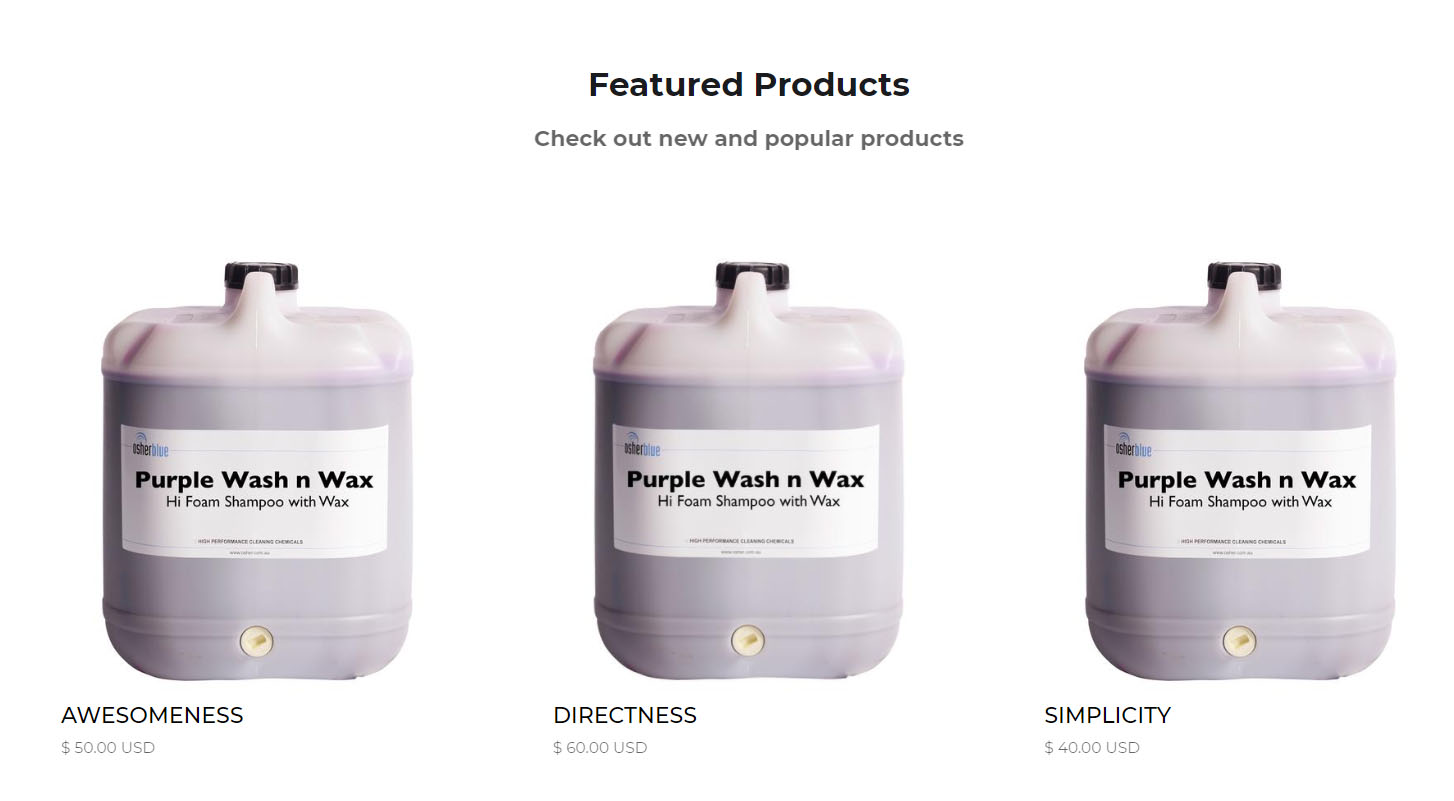 Featured Products
Check out new and popular products
osherblue
Purple Wash n Wax
Hi Foam Shampoo with Wax
HIGH PERFORMANCE CLEANING CHEMICALS
www.osher.com.au
osherblue
Purple Wash n Wax
Hi Foam Shampoo with Wax
HIGH PERFORMANCE CLEANING CHEMICALS
www.osher.com.au
osherblue
Purple Wash n Wax
Hi Foam Shampoo with Wax
HIGH PERFORMANCE CLEANING CHEMICALS
www.osher.com.au
AWESOMENESS
$ 50.00 USD
DIRECTNESS
$ 60.00 USD
SIMPLICITY
$ 40.00 USD